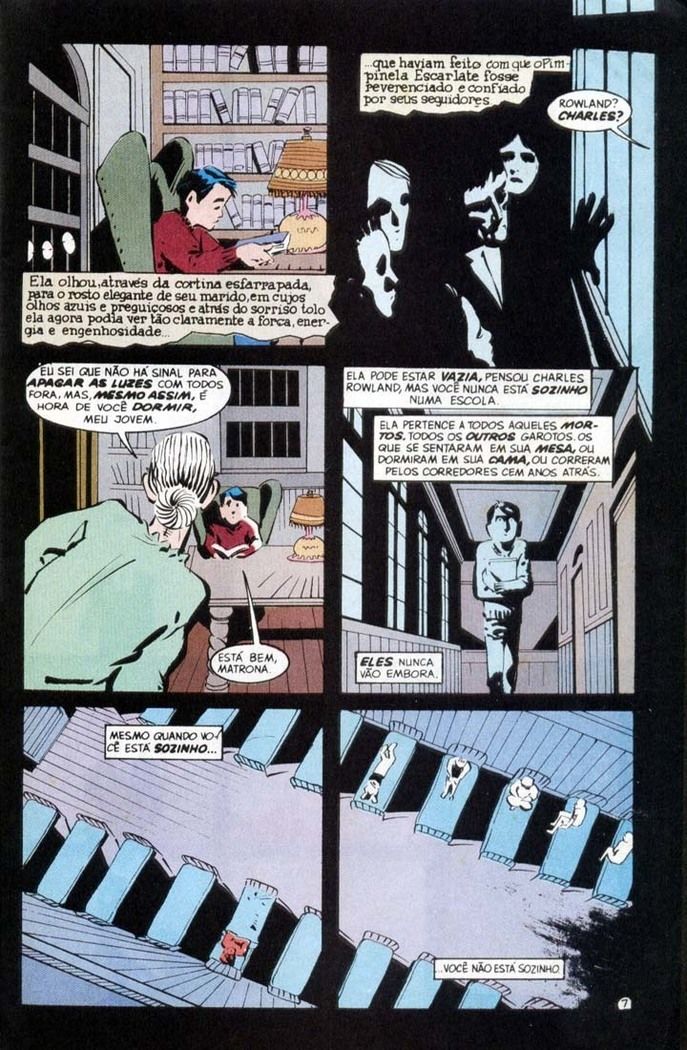 Ela olhou, através da cortina esfarrapada,
para o rosto elegante de seu marido, em cujos
olhos azuis e preguiçosos e atrás do sorriso tolo
ela agora podia ver tão claramente a força, ener-
gia e engenhosidade...
...que haviam feito com que o Pim-
pinela Escarlate fosse
reverenciado e confiado
por seus seguidores
ROWLAND?
CHARLES?
EU SEI QUE NÃO HÁ SINAL PARA
APAGAR AS LUZES COM TODOS
FORA, MAS, MESMO ASSIM, É
HORA DE VOCÊ DORMIR,
MEU JOVEM.
ESTÁ BEM,
MATRONA.
ELA PODE ESTAR VAZIA, PENSOU CHARLES
ROWLAND, MAS VOCÊ NUNCA ESTÁ SOZINHO
NUMA ESCOLA.
ELA PERTENCE A TODOS AQUELES MOR-
TOS. TODOS OS OUTROS GAROTOS. OS
QUE SE SENTARAM EM SUA MESA, OU
DORMIRAM EM SUA CAMA, OU CORRERAM
PELOS CORREDORES CEM ANOS ATRÁS.
ELES NUNCA
VÃO EMBORA.
MESMO QUANDO VO-
CÊ ESTÁ SOZINHO...
...VOCÊ NÃO ESTÁ SOZINHO.
7